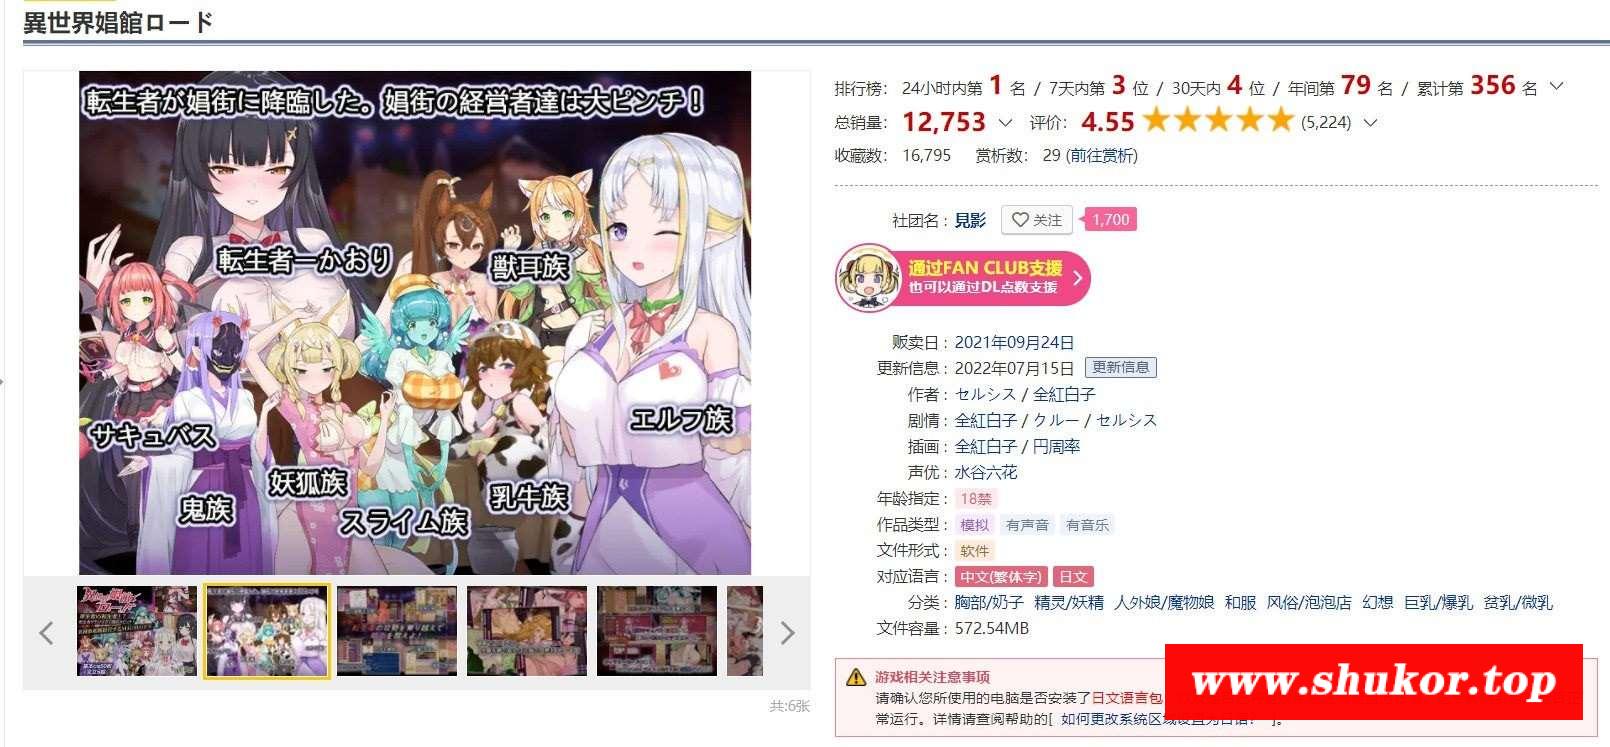 異世界娼館ロード
転生者が娼街に降臨した。娼街の経営者達は大ピンチ！
転生者ーかおり
獣耳族
サキュバス
エルフ族
妖狐族
鬼族
乳牛族
スライム族
共:6张
排行榜： 24小时内第 1 名 / 7天内第 3 位 / 30天内 4 位 / 年间第 79 名 / 累计第 356 名
总销量： 12,753 评价： 4.55 (5,224)
收藏数： 16,795 赏析数： 29 (前往赏析)
社团名 : 見影 关注 1,700
通过FAN CLUB支援
也可以通过DL点数支援
贩卖日 : 2021年09月24日
更新信息 : 2022年07月15日 更新信息
作者 : セルシス / 全紅白子
剧情 : 全紅白子 / クルー / セルシス
插画 : 全紅白子 / 円周率
声优 : 水谷六花
年龄指定 : 18禁
作品类型 : 模拟 有声音 有音乐
文件形式 : 软件
对应语言 : 中文(繁体字) 日文
分类 : 胸部/奶子 精灵/妖精 人外娘/魔物娘 和服 风俗/泡泡店 幻想 巨乳/爆乳 贫乳/微乳
文件容量 : 572.54MB
游戏相关注意事项
请确认您所使用的电脑是否安装了日文语言包
常运行。详情请查阅帮助的[ 如何更改系统区域
www.shukor.top